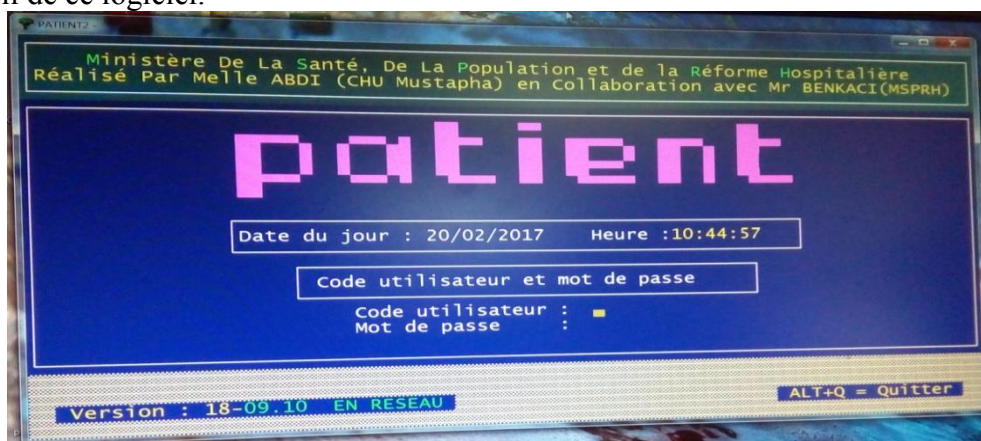 de ce logiciel.
PATIENT2 -
Ministère De La Santé, De La Population et de la Réforme Hospitalière
Réalisé Par Melle ABDI (CHU Mustapha) en Collaboration avec Mr BENKACI(MSPRH)
patient
Date du jour : 20/02/2017 Heure :10:44:57
Code utilisateur et mot de passe
Code utilisateur :
Mot de passe :
Version : 18-09.10 EN RESEAU
ALT+Q = Quitter